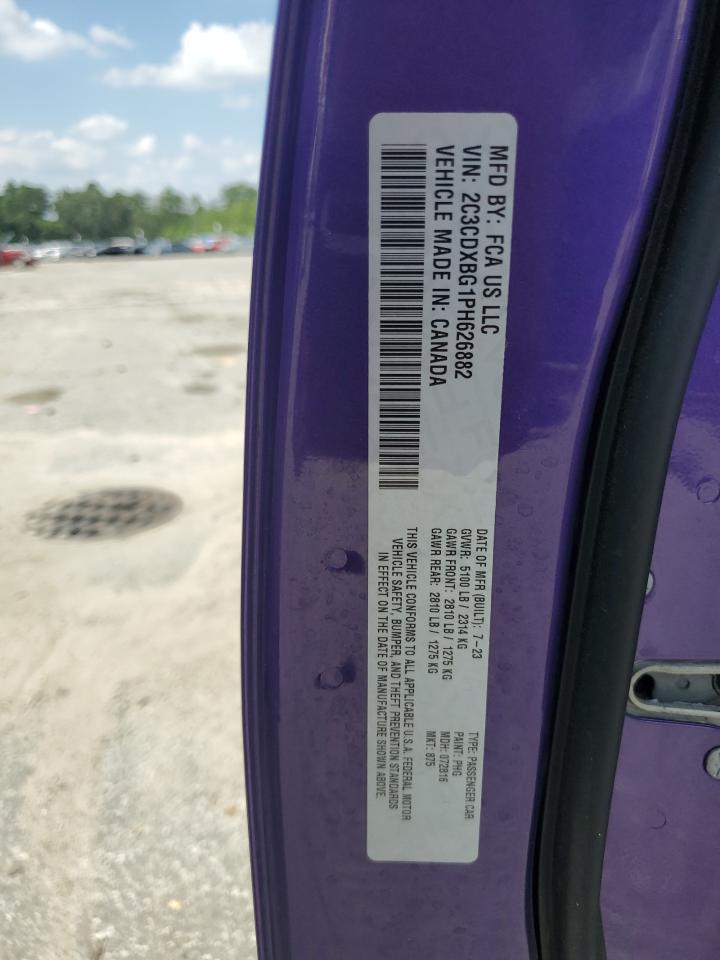 MFD BY: FCA US LLC
VIN: 2C3CDXBG1PH626882
VEHICLE MADE IN: CANADA
DATE OF MFR (BUILT): 7-23
GVWR: 5100 LB / 2314 KG
GAWR FRONT: 2810 LB / 1275 KG
GAWR REAR: 2810 LB / 1275 KG
TYPE: PASSENGER CAR
PAINT: PHG
MDH: 072816
MKT: 875
THIS VEHICLE CONFORMS TO ALL APPLICABLE U.S.A. FEDERAL MOTOR
VEHICLE SAFETY, BUMPER, AND THEFT PREVENTION STANDARDS
IN EFFECT ON THE DATE OF MANUFACTURE SHOWN ABOVE.